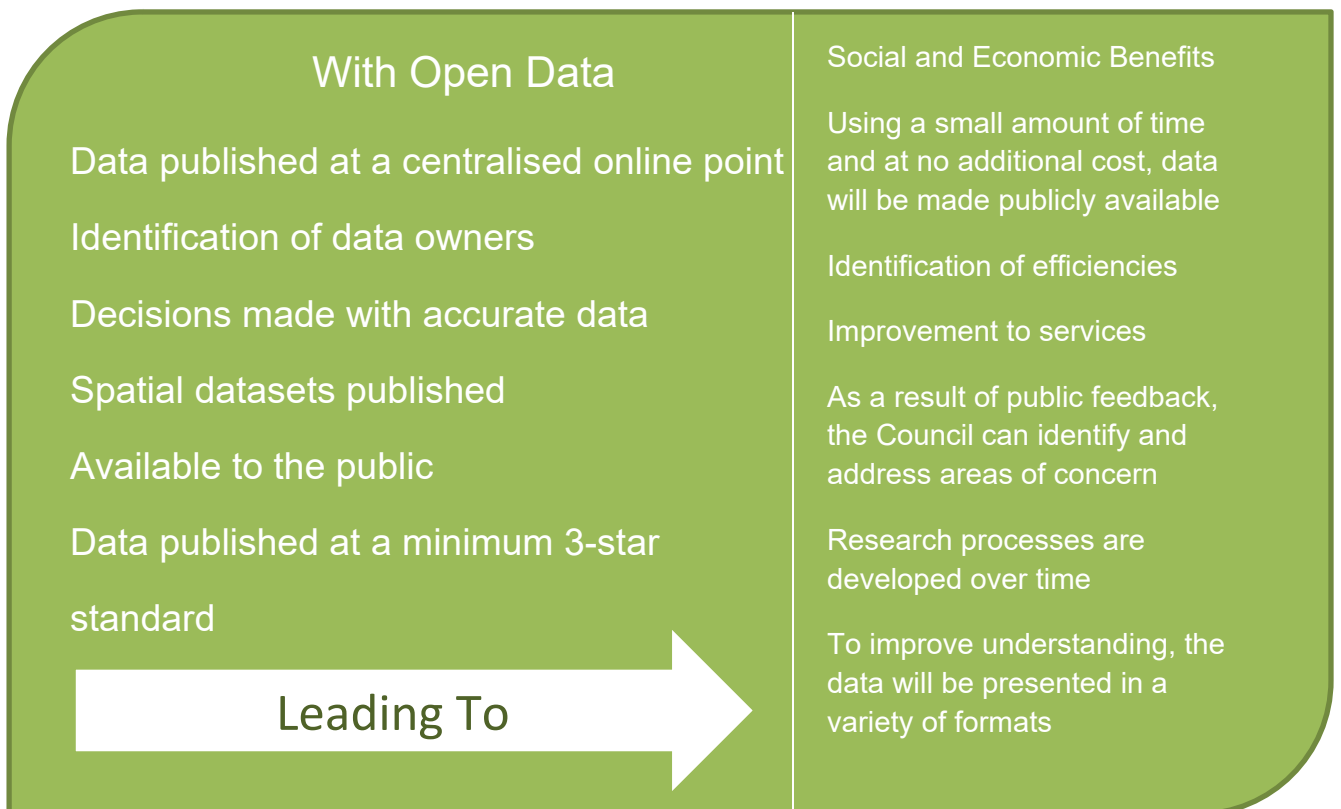 With Open Data
Data published at a centralised online point
Identification of data owners
Decisions made with accurate data
Spatial datasets published
Available to the public
Data published at a minimum 3-star
standard
Leading To
Social and Economic Benefits
Using a small amount of time
and at no additional cost, data
will be made publicly available
Identification of efficiencies
Improvement to services
As a result of public feedback,
the Council can identify and
address areas of concern
Research processes are
developed over time
To improve understanding, the
data will be presented in a
variety of formats